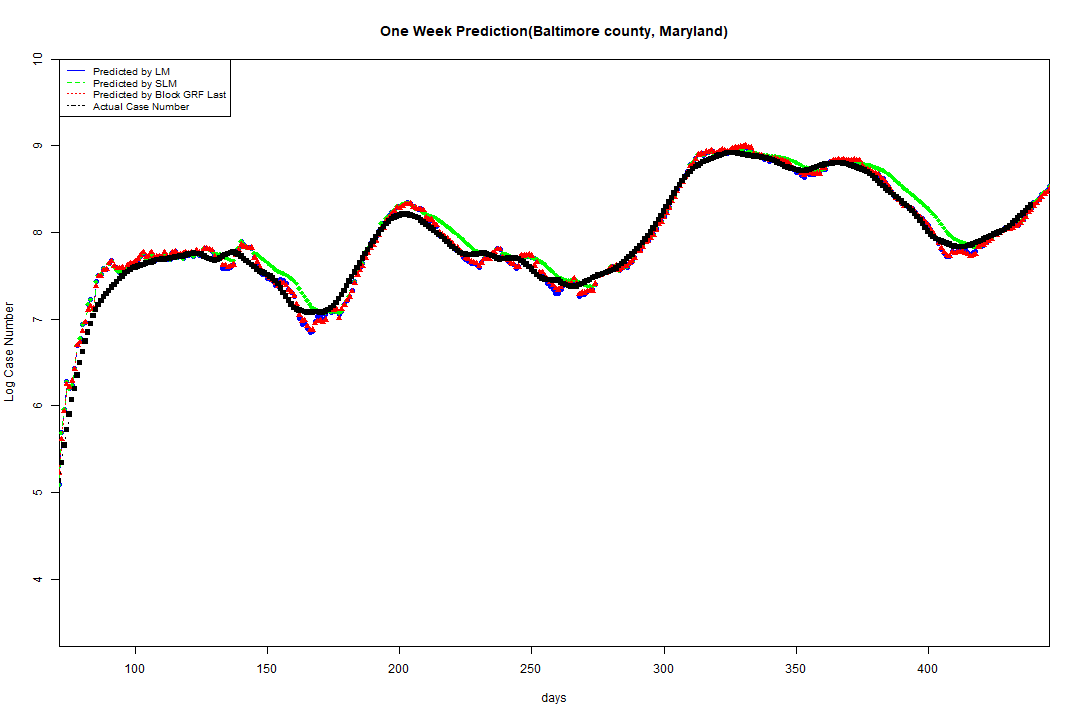 One Week Prediction(Baltimore county, Maryland)
Predicted by LM
Predicted by SLM
Predicted by Block GRF Last
Actual Case Number
10
9
8
7
6
5
4
Log Case Number
100 150 200 250 300 350 400
days